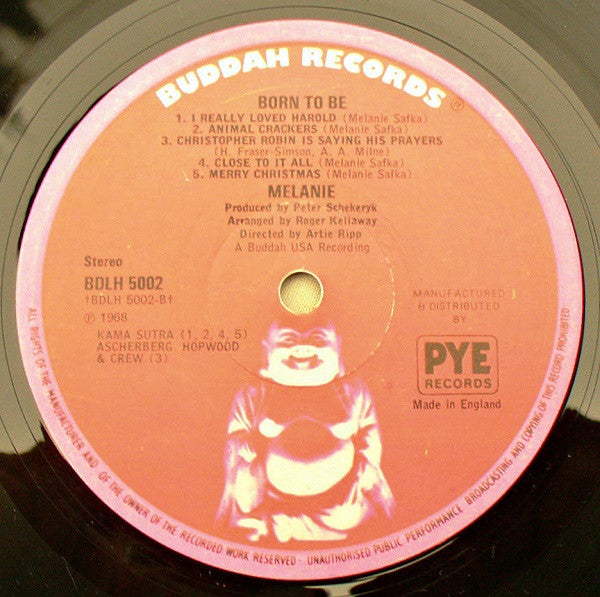 BUDDAH RECORDS®
BORN TO BE
1. I REALLY LOVED HAROLD (Melanie Safka)
2. ANIMAL CRACKERS (Melanie Safka)
3. CHRISTOPHER ROBIN IS SAYING HIS PRAYERS
(H. Fraser-Simson, A. A. Milne)
4. CLOSE TO IT ALL (Melanie Safka)
5. MERRY CHRISTMAS (Melanie Safka)
MELANIE
Produced by Peter Schekeryk
Arranged by Roger Kellaway
Directed by Artie Ripp
A Buddah USA Recording
Stereo
BDLH 5002
(BDLH 5002-B)
℗ 1968
KAMA SUTRA (1, 2, 4, 5)
ASCHERBERG, HOPWOOD
& CREW (3)
MANUFACTURED
& DISTRIBUTED
BY
PYE
RECORDS
Made in England
ALL RIGHTS OF THE MANUFACTURER AND OF THE OWNER OF THE RECORDED WORK RESERVED · UNAUTHORISED PUBLIC PERFORMANCE BROADCASTING AND COPYING OF THIS RECORD PROHIBITED